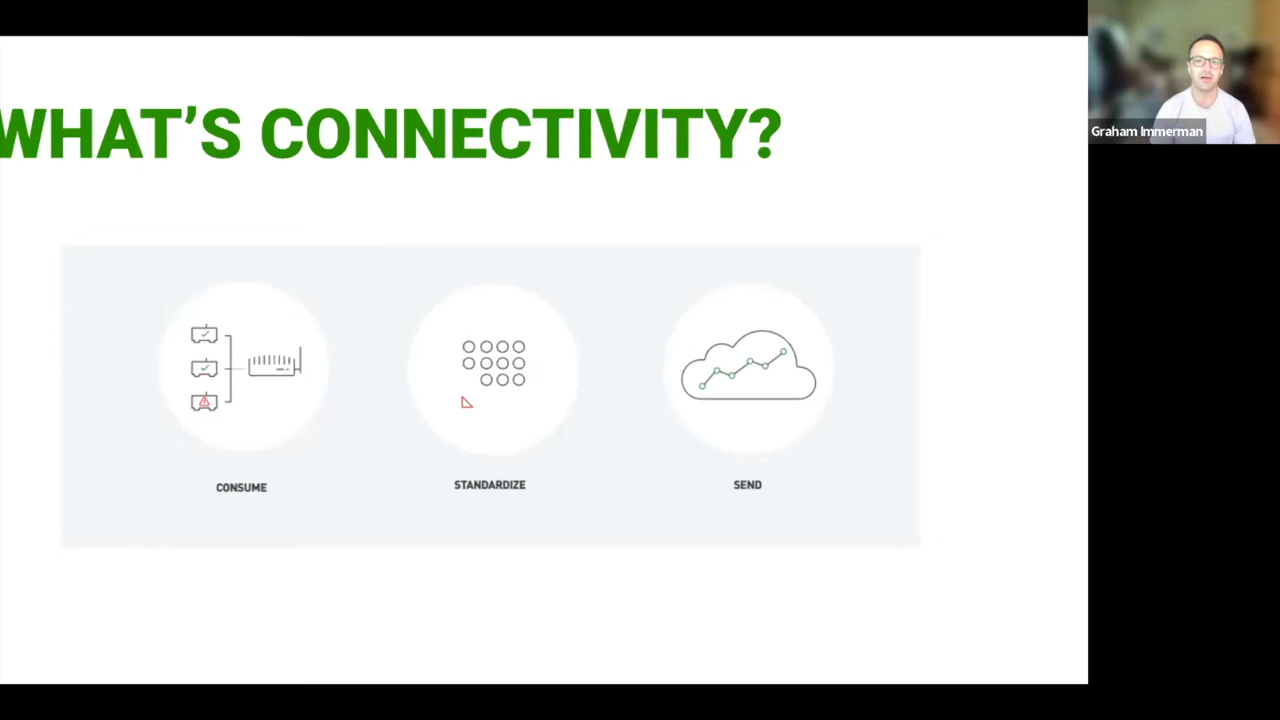 WHAT’S CONNECTIVITY?
Graham Immerman
CONSUME
STANDARDIZE
SEND